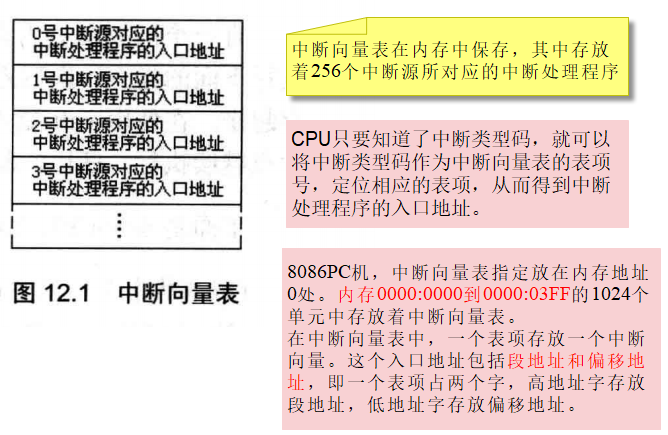 0号中断源对应的
中断处理程序的入口地址
1号中断源对应的
中断处理程序的入口地址
2号中断源对应的
中断处理程序的入口地址
3号中断源对应的
中断处理程序的入口地址
图 12.1 中断向量表
中断向量表在内存中保存，其中存放
着256个中断源所对应的中断处理程序
CPU只要知道了中断类型码，就可以
将中断类型码作为中断向量表的表项
号，定位相应的表项，从而得到中断
处理程序的入口地址。
8086PC机，中断向量表指定放在内存地址
0处。内存0000:0000到0000:03FF的1024个
单元中存放着中断向量表。
在中断向量表中，一个表项存放一个中断
向量。这个入口地址包括段地址和偏移地
址，即一个表项占两个字，高地址字存放
段地址，低地址字存放偏移地址。